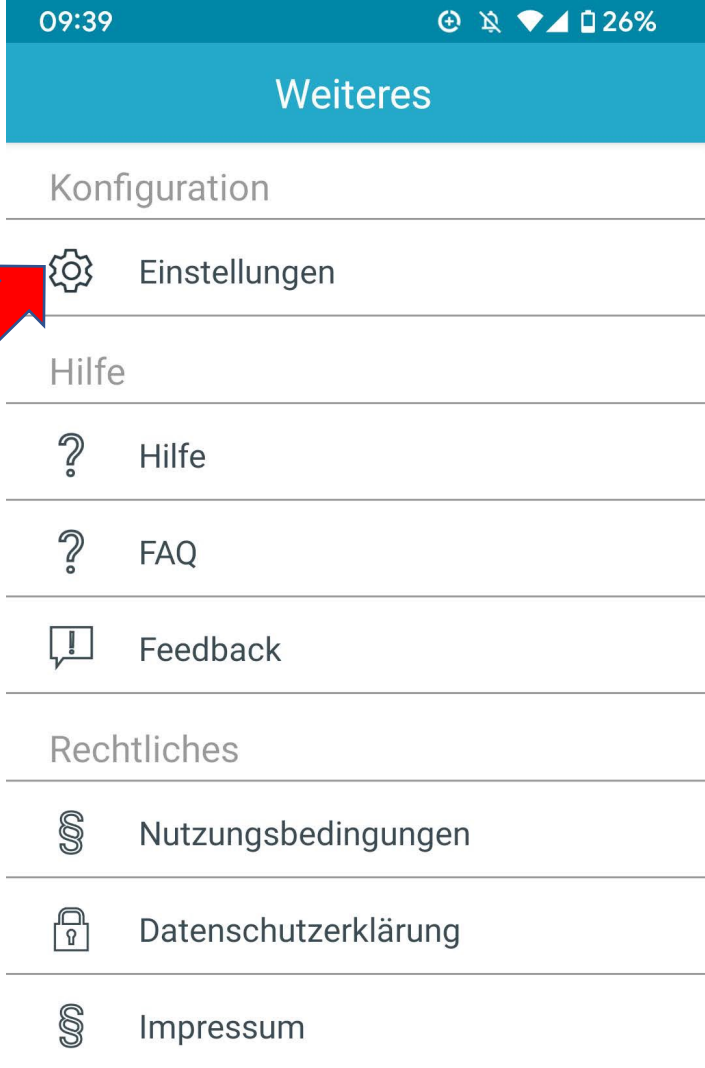 09:39 26%
Weiteres
Konfiguration
Einstellungen
Hilfe
Hilfe
FAQ
Feedback
Rechtliches
Nutzungsbedingungen
Datenschutzerklärung
Impressum